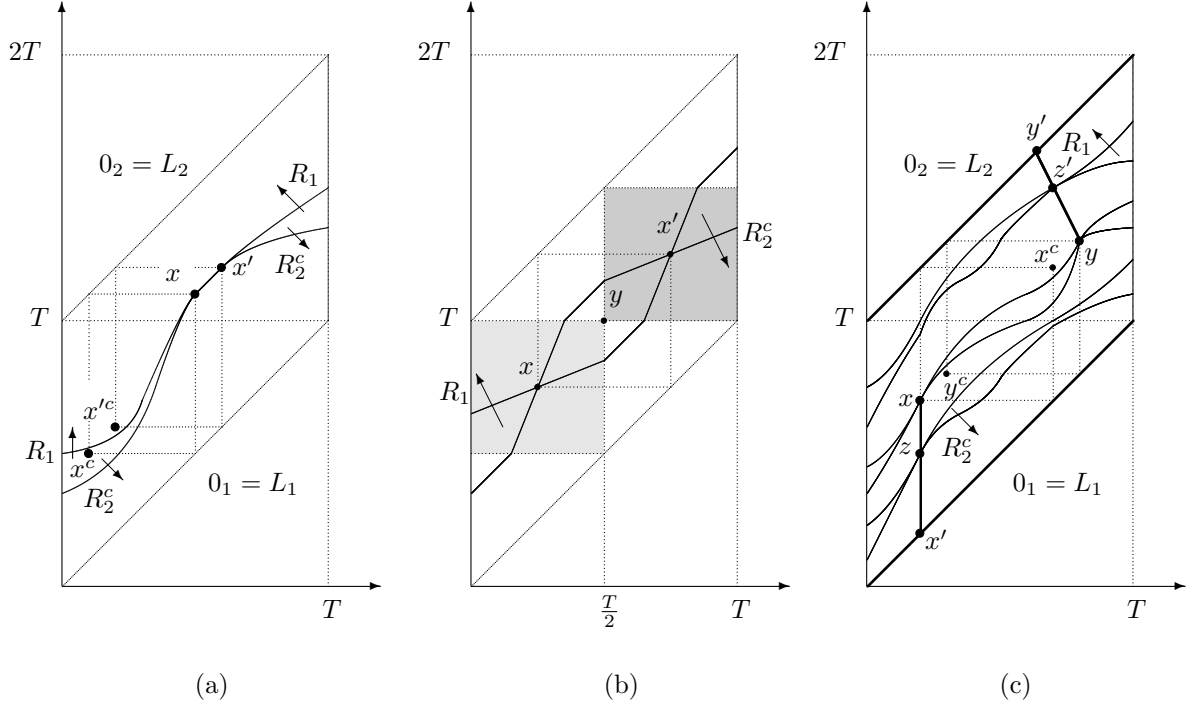 2T
0₂ = L₂
R₁
R₂ᶜ
x
x′
T
x′ᶜ
R₁
xᶜ
R₂ᶜ
0₁ = L₁
T
(a)
2T
x′
R₂ᶜ
y
T
x
R₁
T/2
T
(b)
2T
y′
R₁
0₂ = L₂
z′
xᶜ
y
T
yᶜ
x
z
R₂ᶜ
0₁ = L₁
x′
T
(c)